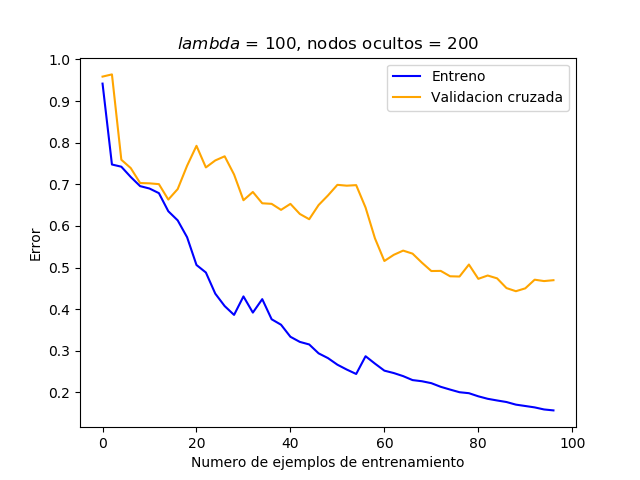 lambda = 100, nodos ocultos = 200
Entreno
Validacion cruzada
Error
1.0
0.9
0.8
0.7
0.6
0.5
0.4
0.3
0.2
0 20 40 60 80 100
Numero de ejemplos de entrenamiento